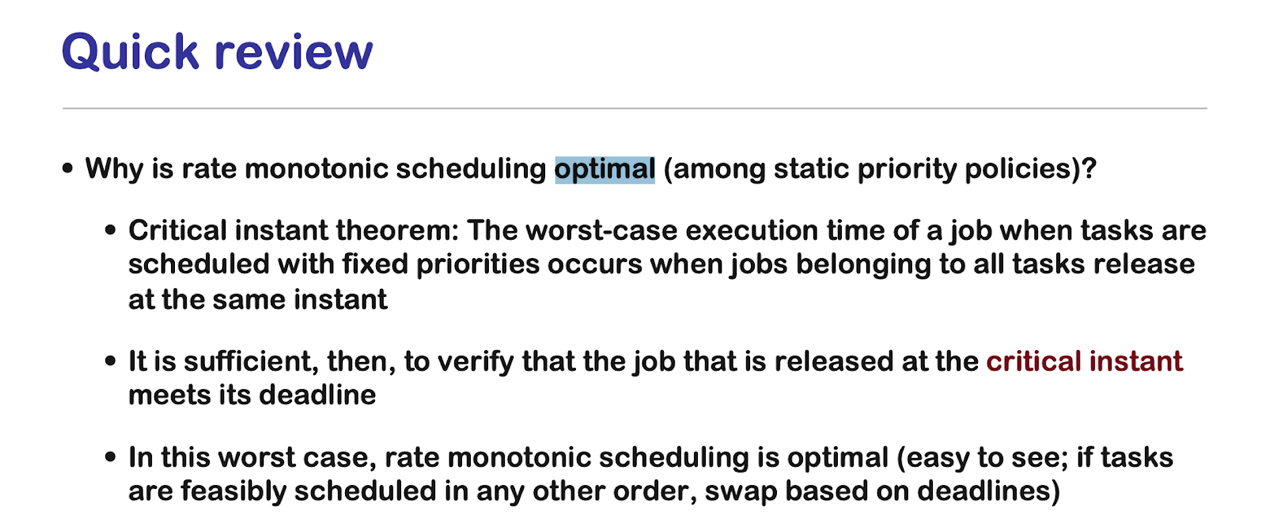 Quick review
• Why is rate monotonic scheduling optimal (among static priority policies)?
• Critical instant theorem: The worst-case execution time of a job when tasks are
scheduled with fixed priorities occurs when jobs belonging to all tasks release
at the same instant
• It is sufficient, then, to verify that the job that is released at the critical instant
meets its deadline
• In this worst case, rate monotonic scheduling is optimal (easy to see; if tasks
are feasibly scheduled in any other order, swap based on deadlines)